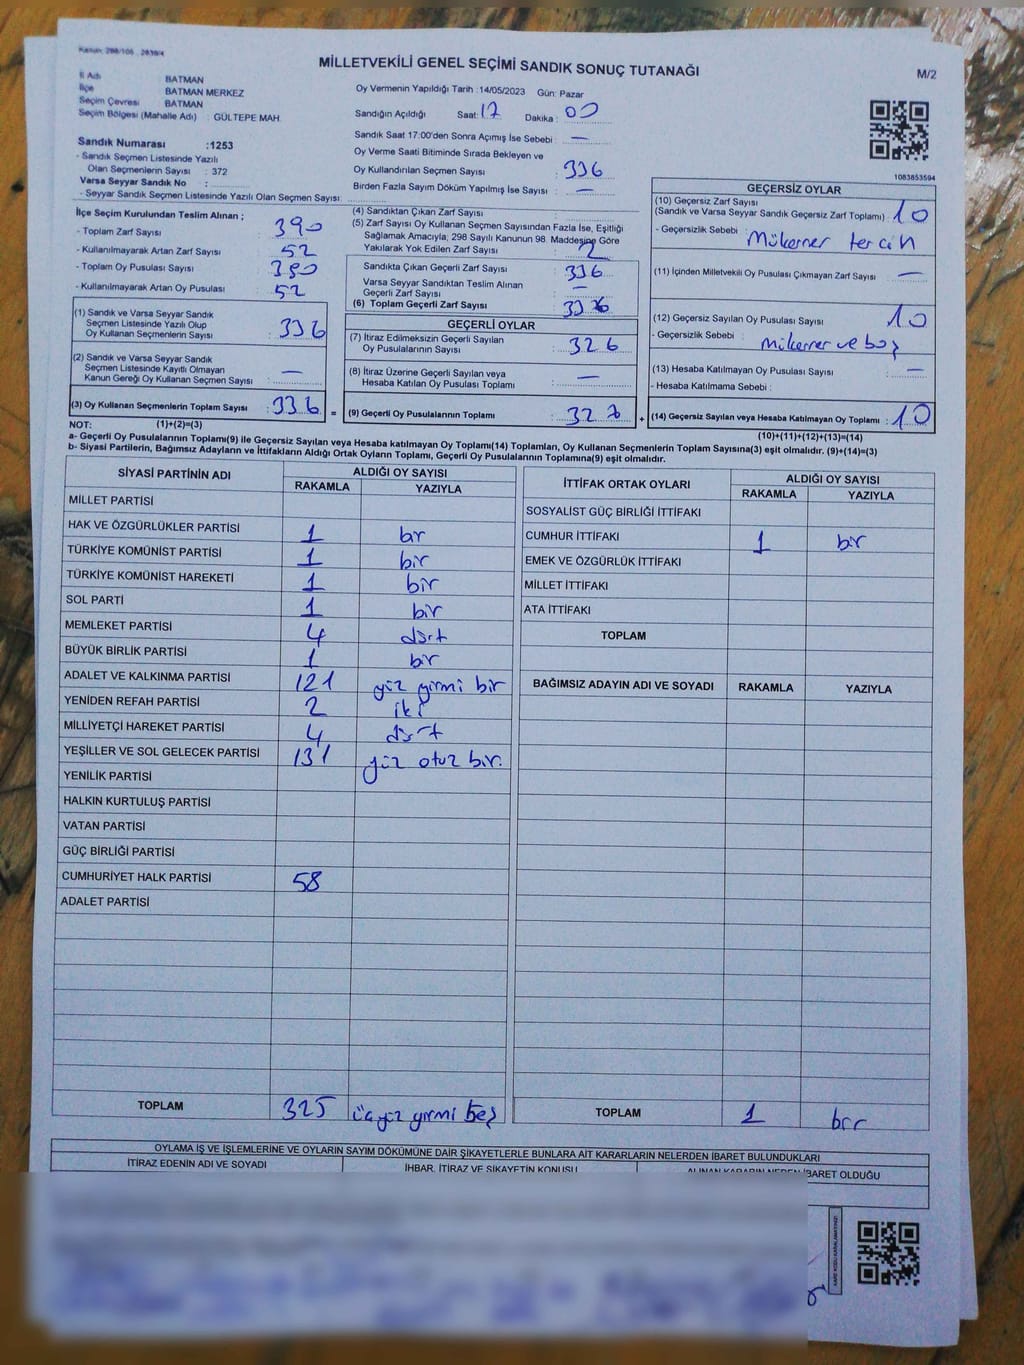 Kanun: 298/105 , 2839/4
MİLLETVEKİLİ GENEL SEÇİMİ SANDIK SONUÇ TUTANAĞI
M/2
İl Adı BATMAN
İlçe BATMAN MERKEZ
Seçim Çevresi BATMAN
Seçim Bölgesi (Mahalle Adı) : GÜLTEPE MAH.
Sandık Numarası :1253
- Sandık Seçmen Listesinde Yazılı
Olan Seçmenlerin Sayısı : 372
Varsa Seyyar Sandık No :
- Seyyar Sandık Seçmen Listesinde Yazılı Olan Seçmen Sayısı:
Oy Vermenin Yapıldığı Tarih :14/05/2023 Gün: Pazar
Sandığın Açıldığı Saat: 17 Dakika : 00
Sandık Saat 17:00'den Sonra Açımış İse Sebebi : —
Oy Verme Saati Bitiminde Sırada Bekleyen ve
Oy Kullandırılan Seçmen Sayısı : 336
Birden Fazla Sayım Döküm Yapılmış İse Sayısı : —
1083853594
İlçe Seçim Kurulundan Teslim Alınan ;
- Toplam Zarf Sayısı : 390
- Kullanılmayarak Artan Zarf Sayısı : 52
- Toplam Oy Pusulası Sayısı : 390
- Kullanılmayarak Artan Oy Pusulası : 52
(1) Sandık ve Varsa Seyyar Sandık
Seçmen Listesinde Yazılı Olup
Oy Kullanan Seçmenlerin Sayısı : 336
(2) Sandık ve Varsa Seyyar Sandık
Seçmen Listesinde Kayıtlı Olmayan
Kanun Gereği Oy Kullanan Seçmen Sayısı : —
(3) Oy Kullanan Seçmenlerin Toplam Sayısı : 336
NOT: (1)+(2)=(3)
(4) Sandıktan Çıkan Zarf Sayısı :
(5) Zarf Sayısı Oy Kullanan Seçmen Sayısından Fazla İse, Eşitliği
Sağlamak Amacıyla, 298 Sayılı Kanunun 98. Maddesine Göre
Yakılarak Yok Edilen Zarf Sayısı : 2
Sandıkta Çıkan Geçerli Zarf Sayısı : 336
Varsa Seyyar Sandıktan Teslim Alınan
Geçerli Zarf Sayısı : —
(6) Toplam Geçerli Zarf Sayısı : 336
GEÇERLİ OYLAR
(7) İtiraz Edilmeksizin Geçerli Sayılan
Oy Pusulalarının Sayısı : 326
(8) İtiraz Üzerine Geçerli Sayılan veya
Hesaba Katılan Oy Pusulası Toplamı : —
= (9) Geçerli Oy Pusulalarının Toplamı : 326
GEÇERSİZ OYLAR
(10) Geçersiz Zarf Sayısı
(Sandık ve Varsa Seyyar Sandık Geçersiz Zarf Toplamı) : 10
- Geçersizlik Sebebi : Mükerrer tercih
(11) İçinden Milletvekili Oy Pusulası Çıkmayan Zarf Sayısı : —
(12) Geçersiz Sayılan Oy Pusulası Sayısı : 10
- Geçersizlik Sebebi : Mükerrer ve boş
(13) Hesaba Katılmayan Oy Pusulası Sayısı : —
- Hesaba Katılmama Sebebi :
+ (14) Geçersiz Sayılan veya Hesaba Katılmayan Oy Toplamı : 10
(10)+(11)+(12)+(13)=(14)
a- Geçerli Oy Pusulalarının Toplamı(9) ile Geçersiz Sayılan veya Hesaba katılmayan Oy Toplam(14) Toplamları, Oy Kullanan Seçmenlerin Toplam Sayısına(3) eşit olmalıdır. (9)+(14)=(3)
b- Siyasi Partilerin, Bağımsız Adayların ve İttifakların Aldığı Ortak Oyların Toplamı, Geçerli Oy Pusulalarının Toplamına(9) eşit olmalıdır.
SİYASİ PARTİNİN ADI ALDIĞI OY SAYISI
RAKAMLA YAZIYLA
MİLLET PARTİSİ
HAK VE ÖZGÜRLÜKLER PARTİSİ 1 bir
TÜRKİYE KOMÜNİST PARTİSİ 1 bir
TÜRKİYE KOMÜNİST HAREKETİ 1 bir
SOL PARTİ 1 bir
MEMLEKET PARTİSİ 4 dört
BÜYÜK BİRLİK PARTİSİ 1 bir
ADALET VE KALKINMA PARTİSİ 121 yüz yirmi bir
YENİDEN REFAH PARTİSİ 2 iki
MİLLİYETÇİ HAREKET PARTİSİ 4 dört
YEŞİLLER VE SOL GELECEK PARTİSİ 131 yüz otuz bir.
YENİLİK PARTİSİ
HALKIN KURTULUŞ PARTİSİ
VATAN PARTİSİ
GÜÇ BİRLİĞİ PARTİSİ
CUMHURİYET HALK PARTİSİ 58
ADALET PARTİSİ
TOPLAM 325 üçyüz yirmi beş
İTTİFAK ORTAK OYLARI ALDIĞI OY SAYISI
RAKAMLA YAZIYLA
SOSYALİST GÜÇ BİRLİĞİ İTTİFAKI
CUMHUR İTTİFAKI 1 bir
EMEK VE ÖZGÜRLÜK İTTİFAKI
MİLLET İTTİFAKI
ATA İTTİFAKI
TOPLAM
BAĞIMSIZ ADAYIN ADI VE SOYADI RAKAMLA YAZIYLA
TOPLAM 1 bir
OYLAMA İŞ VE İŞLEMLERİNE VE OYLARIN SAYIM DÖKÜMÜNE DAİR ŞİKAYETLERLE BUNLARA AİT KARARLARIN NELERDEN İBARET BULUNDUKLARI
İTİRAZ EDENİN ADI VE SOYADI İHBAR, İTİRAZ VE ŞİKAYETİN KONUSU ALINAN KARARIN NEDEN İBARET OLDUĞU